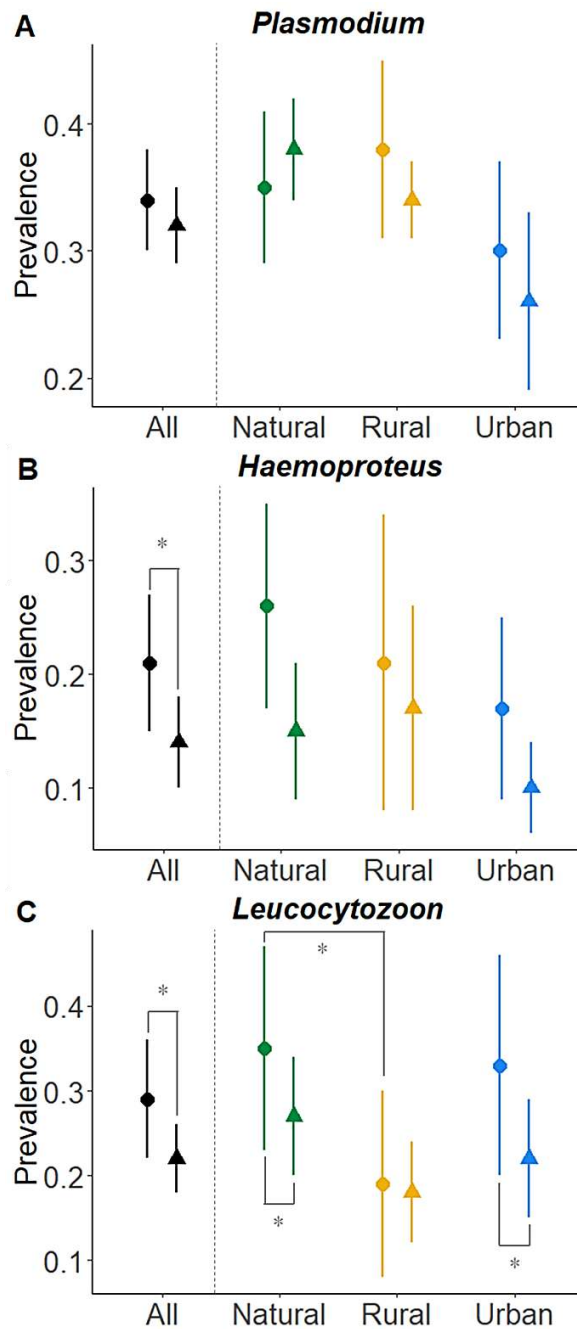 A
Plasmodium
Prevalence
0.4
0.3
0.2
All Natural Rural Urban
B
Haemoproteus
Prevalence
0.3
0.2
0.1
*
All Natural Rural Urban
C
Leucocytozoon
Prevalence
0.4
0.3
0.2
0.1
*
*
*
*
All Natural Rural Urban